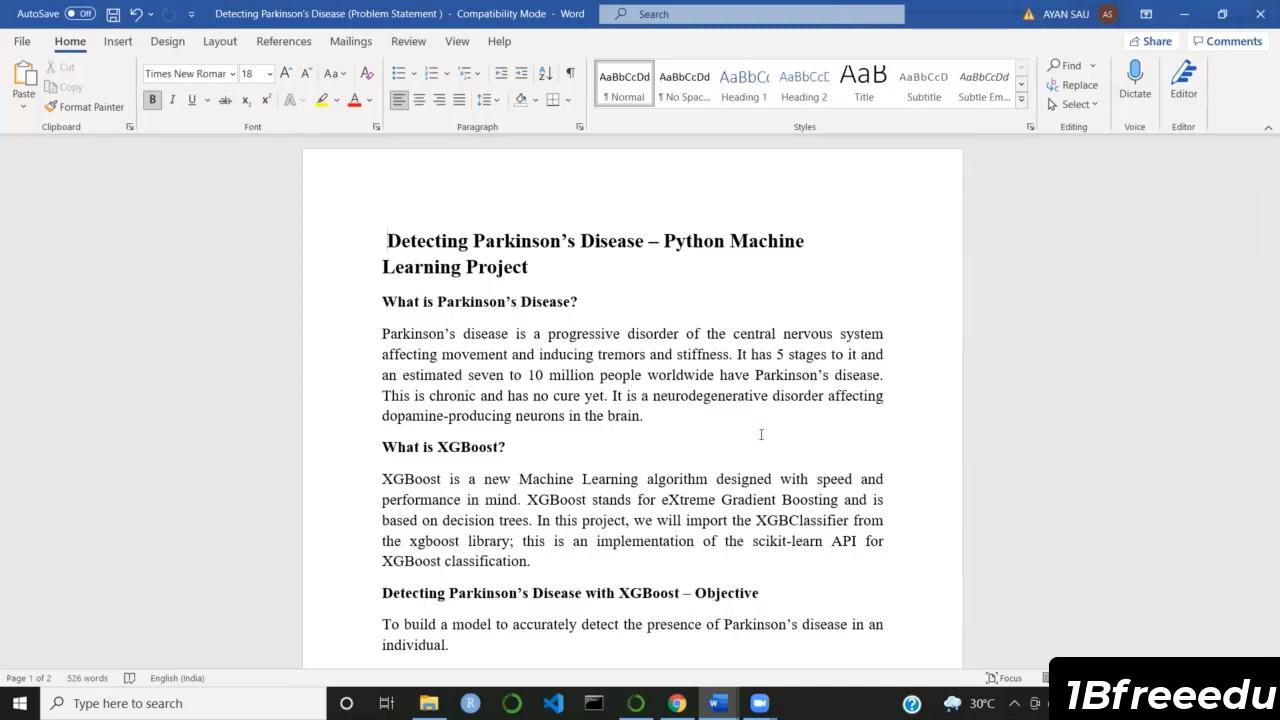 AutoSave Off Detecting Parkinson's Disease (Problem Statement ) - Compatibility Mode - Word Search AYAN SAU AS
File Home Insert Design Layout References Mailings Review View Help Share Comments
Paste Cut Copy Format Painter
Times New Romar 18 A A Aa A
B I U ab x₂ x² A A
AaBbCcDd AaBbCcDd AaBbCc AaBbCcD AaB AaBbCcD AaBbCcDd
¶ Normal ¶ No Spac... Heading 1 Heading 2 Title Subtitle Subtle Em...
Find Replace Select Dictate Editor
Clipboard Font Paragraph Styles Editing Voice Editor
Detecting Parkinson's Disease – Python Machine
Learning Project
What is Parkinson's Disease?
Parkinson's disease is a progressive disorder of the central nervous system
affecting movement and inducing tremors and stiffness. It has 5 stages to it and
an estimated seven to 10 million people worldwide have Parkinson's disease.
This is chronic and has no cure yet. It is a neurodegenerative disorder affecting
dopamine-producing neurons in the brain.
What is XGBoost?
XGBoost is a new Machine Learning algorithm designed with speed and
performance in mind. XGBoost stands for eXtreme Gradient Boosting and is
based on decision trees. In this project, we will import the XGBClassifier from
the xgboost library; this is an implementation of the scikit-learn API for
XGBoost classification.
Detecting Parkinson's Disease with XGBoost – Objective
To build a model to accurately detect the presence of Parkinson's disease in an
individual.
Page 1 of 2 526 words English (India) Focus
Type here to search R W 30°C
1Bfreeedu